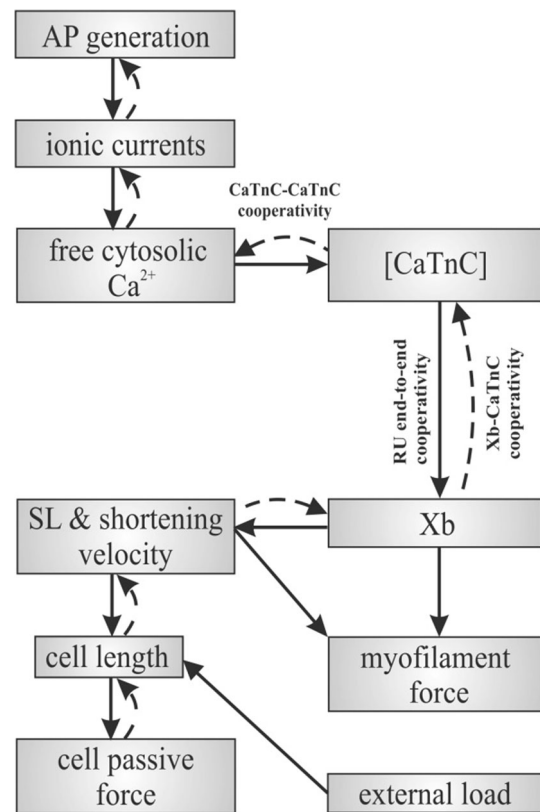 AP generation
ionic currents
CaTnC-CaTnC
cooperativity
free cytosolic
Ca²⁺
[CaTnC]
RU end-to-end
cooperativity
Xb-CaTnC
cooperativity
SL & shortening
velocity
Xb
cell length
myofilament
force
cell passive
force
external load